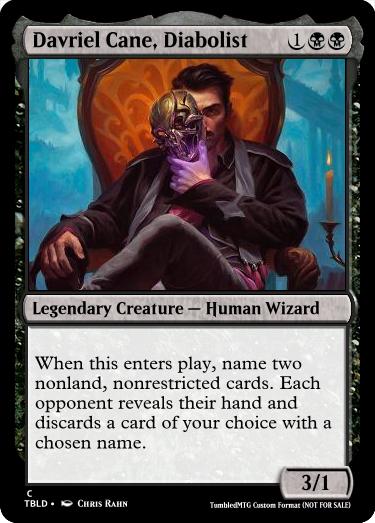 Davriel Cane, Diabolist 1
Legendary Creature — Human Wizard
When this enters play, name two
nonland, nonrestricted cards. Each
opponent reveals their hand and
discards a card of your choice with a
chosen name.
3/1
C
TBLD • Chris Rahn
TumbledMTG Custom Format (NOT FOR SALE)